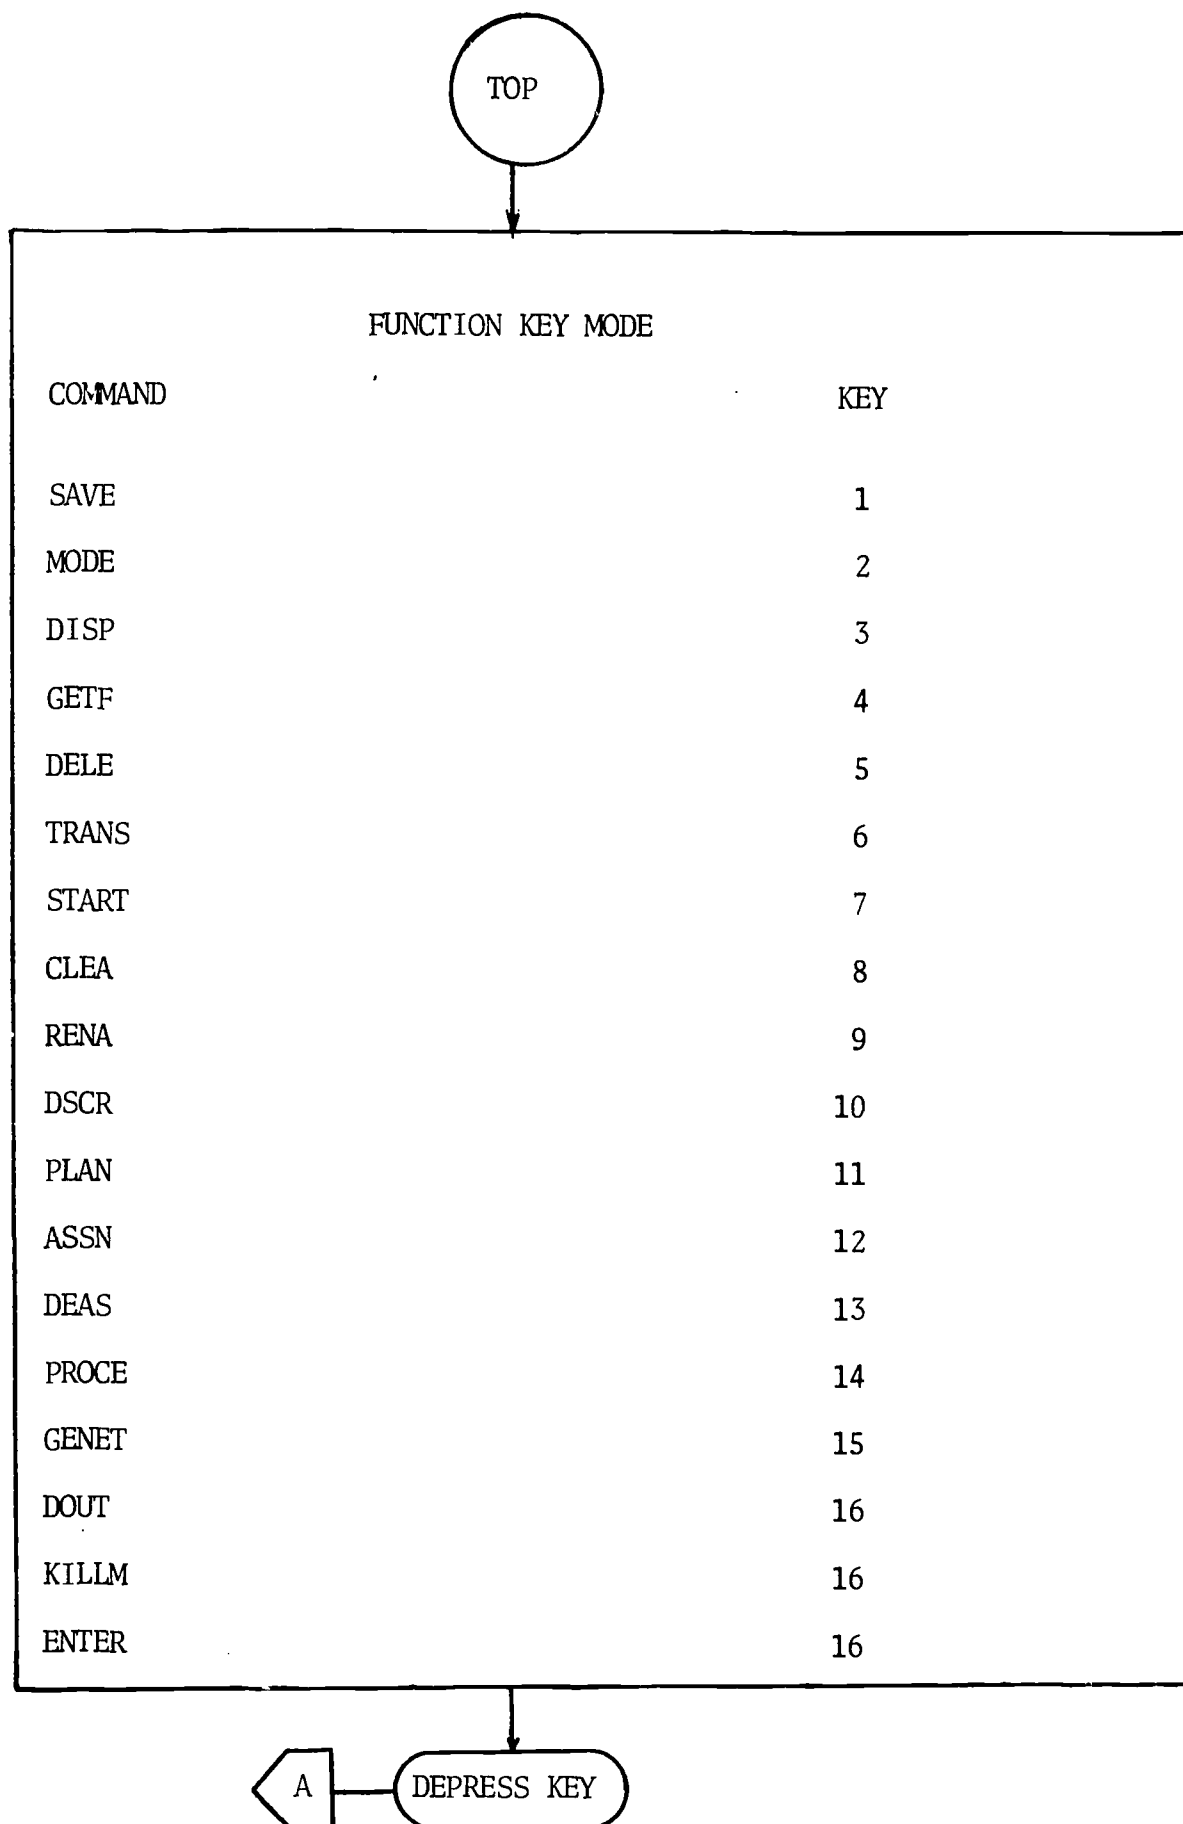 TOP
FUNCTION KEY MODE
COMMAND KEY
SAVE 1
MODE 2
DISP 3
GETF 4
DELE 5
TRANS 6
START 7
CLEA 8
RENA 9
DSCR 10
PLAN 11
ASSN 12
DEAS 13
PROCE 14
GENET 15
DOUT 16
KILLM 16
ENTER 16
A DEPRESS KEY